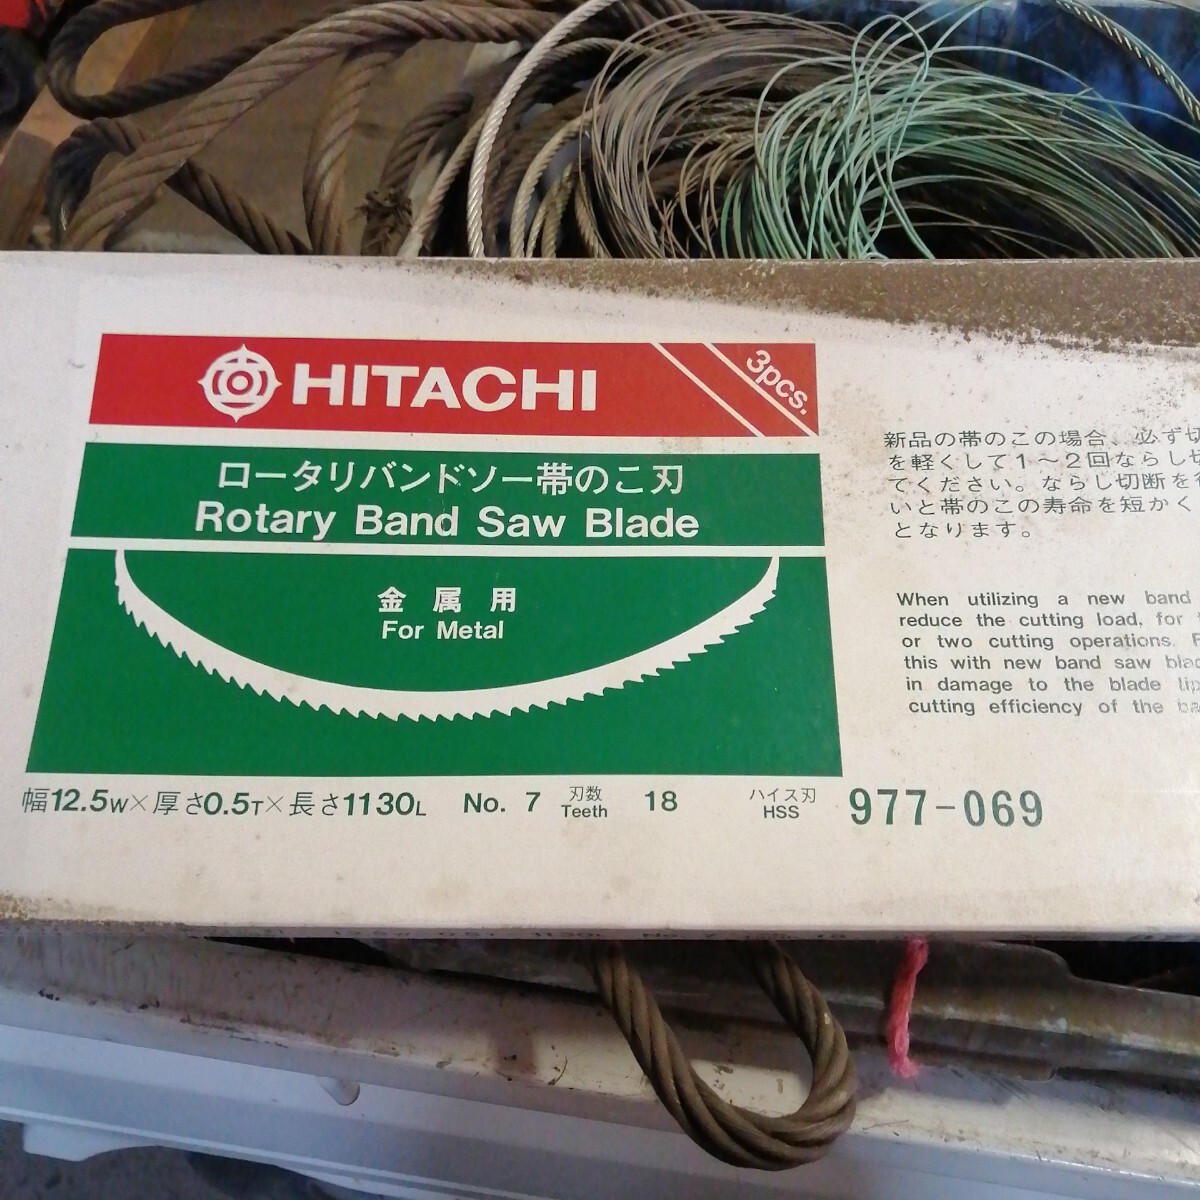 HITACHI
3pcs.
ロータリバンドソー帯のこ刃
Rotary Band Saw Blade
金属用
For Metal
幅12.5W×厚さ0.5T×長さ1130L No. 7 刃数 Teeth 18 ハイス刃 HSS 977-069
新品の帯のこの場合、必ず切
を軽くして1～2回ならし切
てください。ならし切断を
いと帯のこの寿命を短かく
となります。
When utilizing a new band
reduce the cutting load, for
or two cutting operations.
this with new band saw
in damage to the blade
cutting efficiency of the